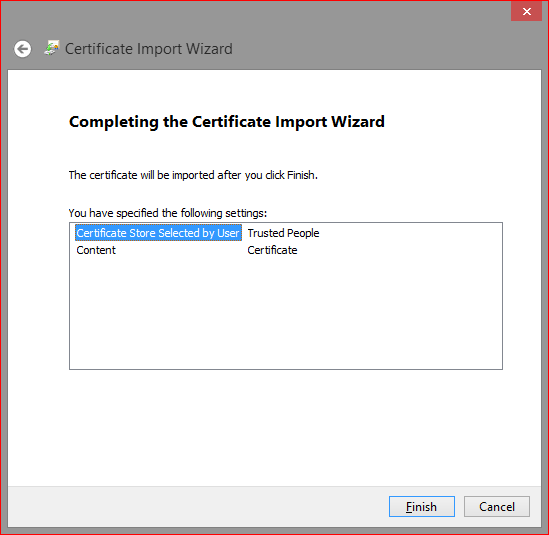 Certificate Import Wizard
Completing the Certificate Import Wizard
The certificate will be imported after you click Finish.
You have specified the following settings:
Certificate Store Selected by User Trusted People
Content Certificate
Finish Cancel